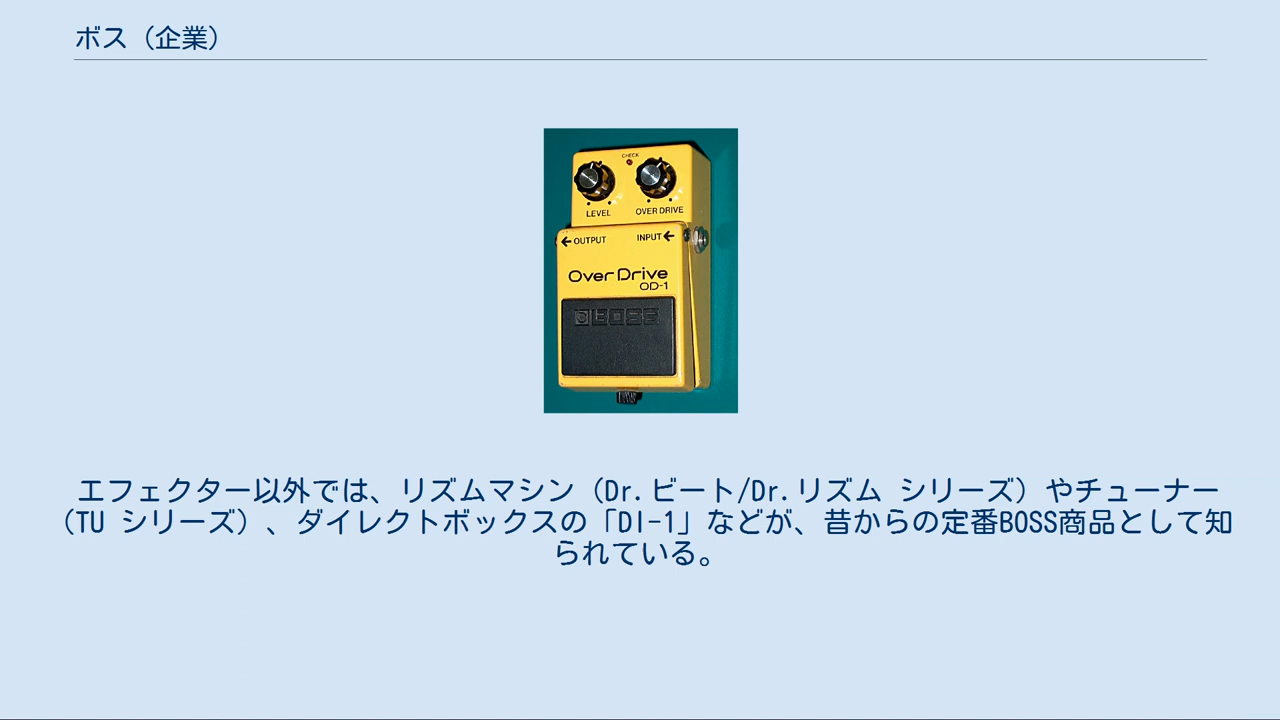 ボス（企業）
CHECK
LEVEL
OVER DRIVE
OUTPUT
INPUT
Over Drive
OD-1
BOSS
エフェクター以外では、リズムマシン（Dr.ビート/Dr.リズム シリーズ）やチューナー
（TU シリーズ）、ダイレクトボックスの「DI-1」などが、昔からの定番BOSS商品として知
られている。